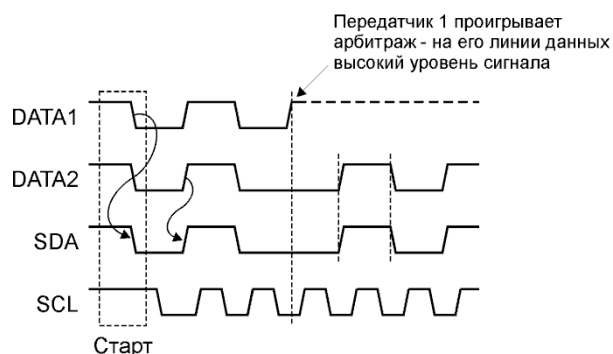 Передатчик 1 проигрывает
арбитраж - на его линии данных
высокий уровень сигнала
DATA1
DATA2
SDA
SCL
Старт